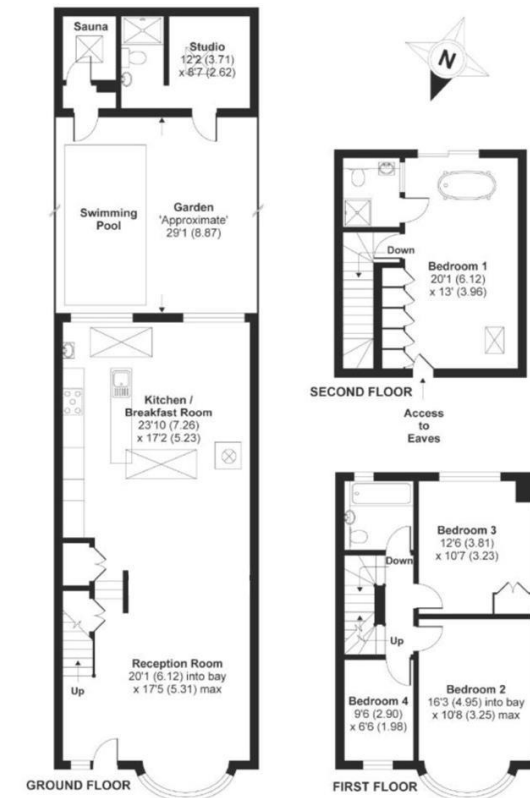 Sauna
Studio
12'2 (3.71)
x 8'7 (2.62)
N
Swimming
Pool
Garden
'Approximate'
29'1 (8.87)
Down
Bedroom 1
20'1 (6.12)
x 13' (3.96)
SECOND FLOOR
Access
to
Eaves
Kitchen /
Breakfast Room
23'10 (7.26)
x 17'2 (5.23)
Bedroom 3
12'6 (3.81)
x 10'7 (3.23)
Down
Up
Reception Room
20'1 (6.12) into bay
x 17'5 (5.31) max
Up
Bedroom 4
9'6 (2.90)
x 6'6 (1.98)
Bedroom 2
16'3 (4.95) into bay
x 10'8 (3.25) max
GROUND FLOOR
FIRST FLOOR